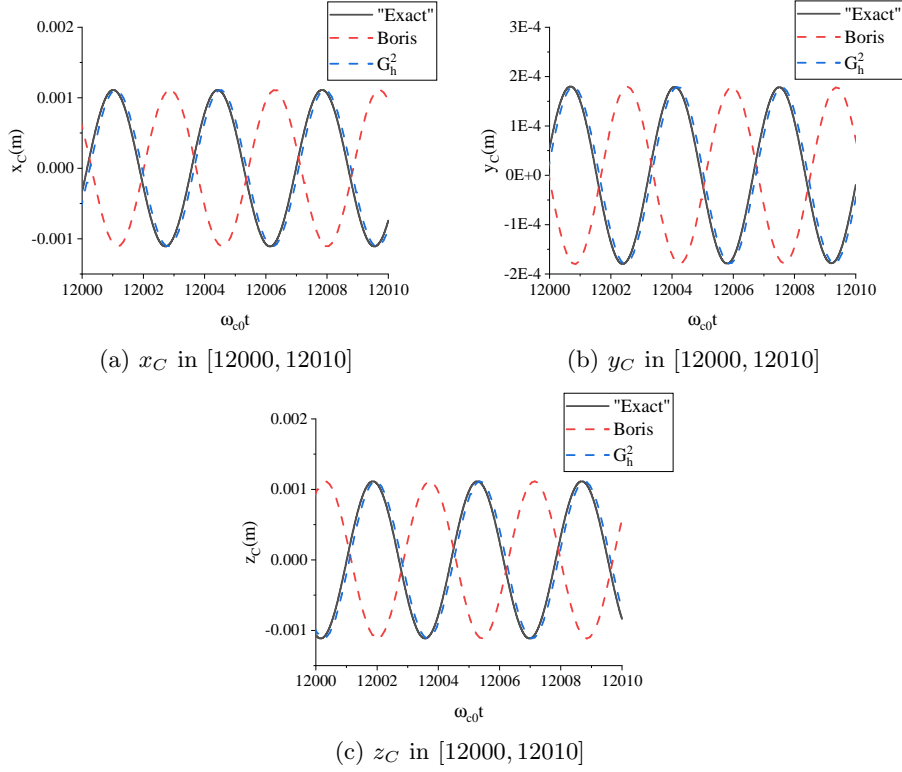 "Exact"
Boris
G_h^2
0.002
0.001
0.000
-0.001
x_C(m)
12000 12002 12004 12006 12008 12010
ω_c0t
(a) x_C in [12000, 12010]
"Exact"
Boris
G_h^2
3E-4
2E-4
1E-4
0E+0
-1E-4
-2E-4
y_C(m)
12000 12002 12004 12006 12008 12010
ω_c0t
(b) y_C in [12000, 12010]
"Exact"
Boris
G_h^2
0.002
0.001
0.000
-0.001
z_C(m)
12000 12002 12004 12006 12008 12010
ω_c0t
(c) z_C in [12000, 12010]